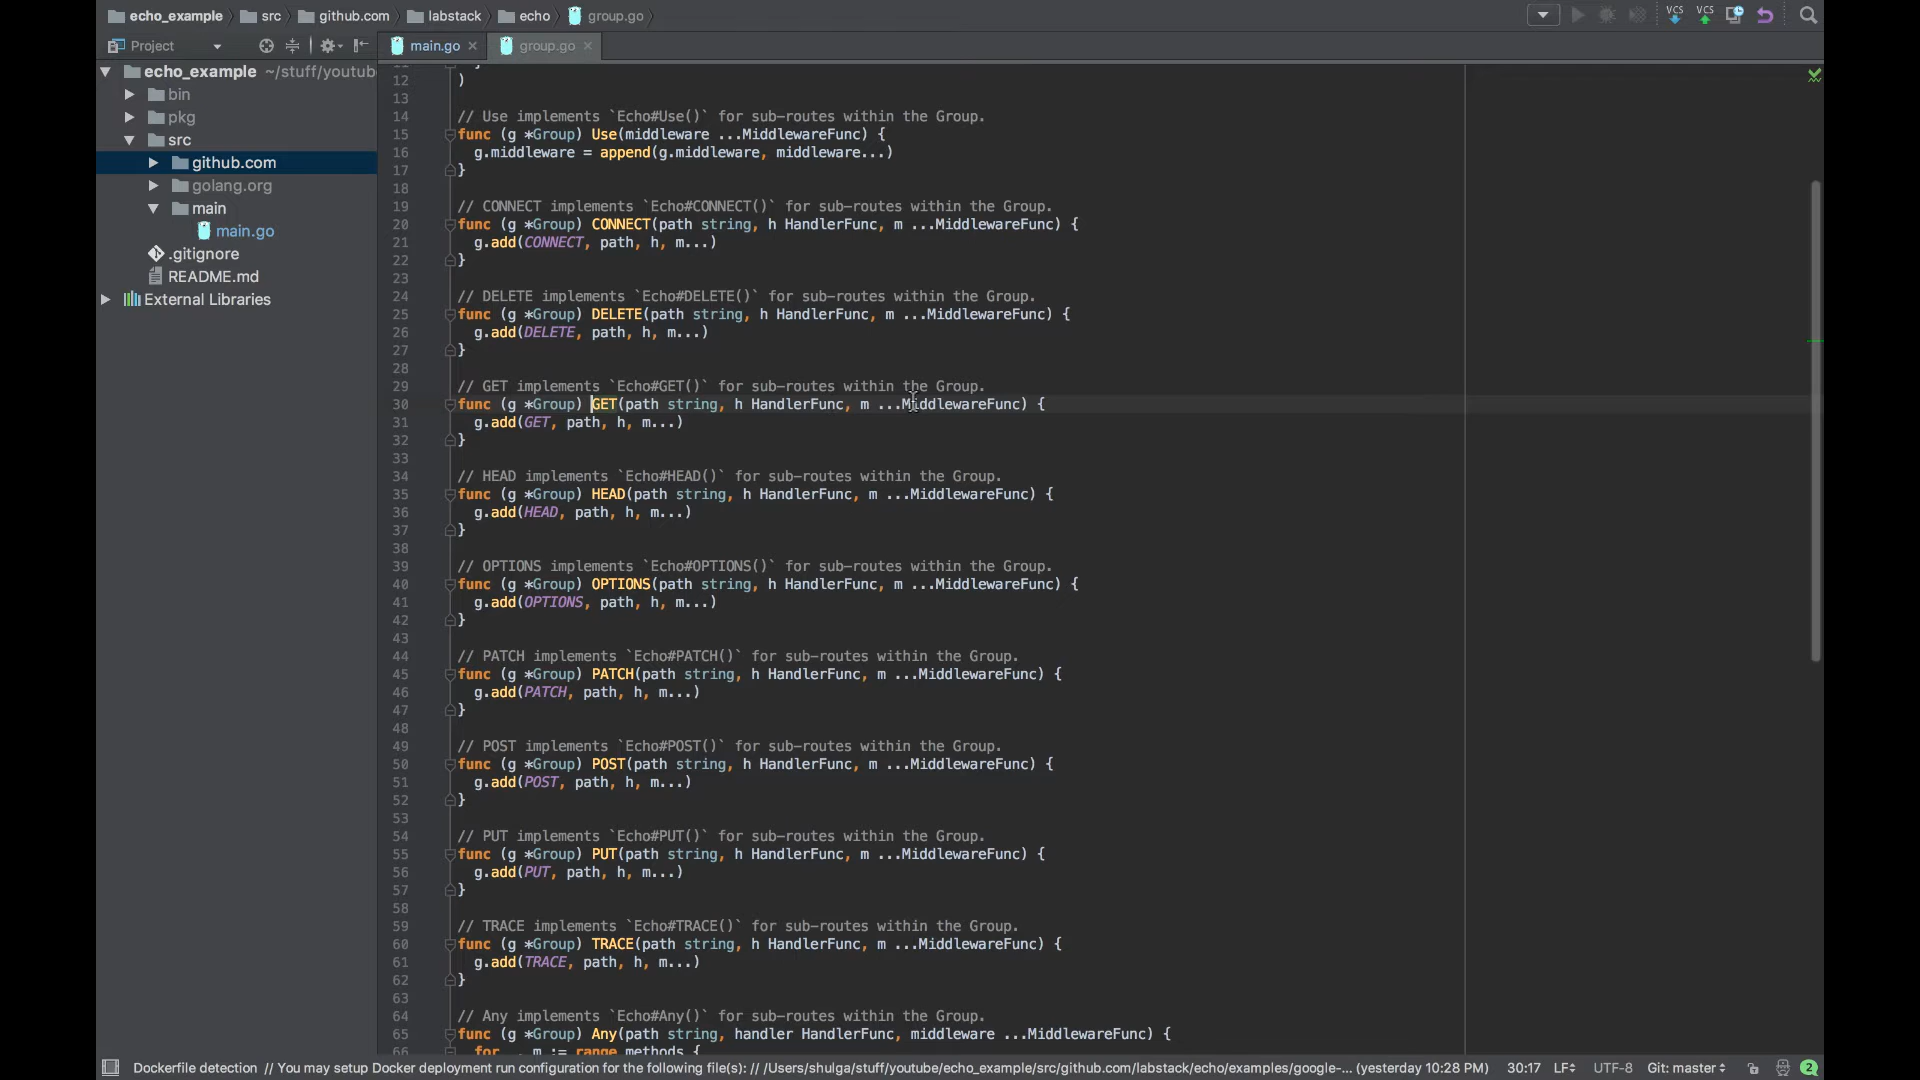 echo_example src github.com labstack echo group.go
VCS VCS
Project main.go group.go
echo_example ~/stuff/youtub
bin
pkg
src
github.com
golang.org
main
main.go
.gitignore
README.md
External Libraries
12 )
13
14 // Use implements `Echo#Use()` for sub-routes within the Group.
15 func (g *Group) Use(middleware ...MiddlewareFunc) {
16 g.middleware = append(g.middleware, middleware...)
17 }
18
19 // CONNECT implements `Echo#CONNECT()` for sub-routes within the Group.
20 func (g *Group) CONNECT(path string, h HandlerFunc, m ...MiddlewareFunc) {
21 g.add(CONNECT, path, h, m...)
22 }
23
24 // DELETE implements `Echo#DELETE()` for sub-routes within the Group.
25 func (g *Group) DELETE(path string, h HandlerFunc, m ...MiddlewareFunc) {
26 g.add(DELETE, path, h, m...)
27 }
28
29 // GET implements `Echo#GET()` for sub-routes within the Group.
30 func (g *Group) GET(path string, h HandlerFunc, m ...MiddlewareFunc) {
31 g.add(GET, path, h, m...)
32 }
33
34 // HEAD implements `Echo#HEAD()` for sub-routes within the Group.
35 func (g *Group) HEAD(path string, h HandlerFunc, m ...MiddlewareFunc) {
36 g.add(HEAD, path, h, m...)
37 }
38
39 // OPTIONS implements `Echo#OPTIONS()` for sub-routes within the Group.
40 func (g *Group) OPTIONS(path string, h HandlerFunc, m ...MiddlewareFunc) {
41 g.add(OPTIONS, path, h, m...)
42 }
43
44 // PATCH implements `Echo#PATCH()` for sub-routes within the Group.
45 func (g *Group) PATCH(path string, h HandlerFunc, m ...MiddlewareFunc) {
46 g.add(PATCH, path, h, m...)
47 }
48
49 // POST implements `Echo#POST()` for sub-routes within the Group.
50 func (g *Group) POST(path string, h HandlerFunc, m ...MiddlewareFunc) {
51 g.add(POST, path, h, m...)
52 }
53
54 // PUT implements `Echo#PUT()` for sub-routes within the Group.
55 func (g *Group) PUT(path string, h HandlerFunc, m ...MiddlewareFunc) {
56 g.add(PUT, path, h, m...)
57 }
58
59 // TRACE implements `Echo#TRACE()` for sub-routes within the Group.
60 func (g *Group) TRACE(path string, h HandlerFunc, m ...MiddlewareFunc) {
61 g.add(TRACE, path, h, m...)
62 }
63
64 // Any implements `Echo#Any()` for sub-routes within the Group.
65 func (g *Group) Any(path string, handler HandlerFunc, middleware ...MiddlewareFunc) {
66 for _, m := range methods {
Dockerfile detection // You may setup Docker deployment run configuration for the following file(s): // /Users/shulga/stuff/youtube/echo_example/src/github.com/labstack/echo/examples/google-... (yesterday 10:28 PM) 30:17 LF UTF-8 Git: master 2